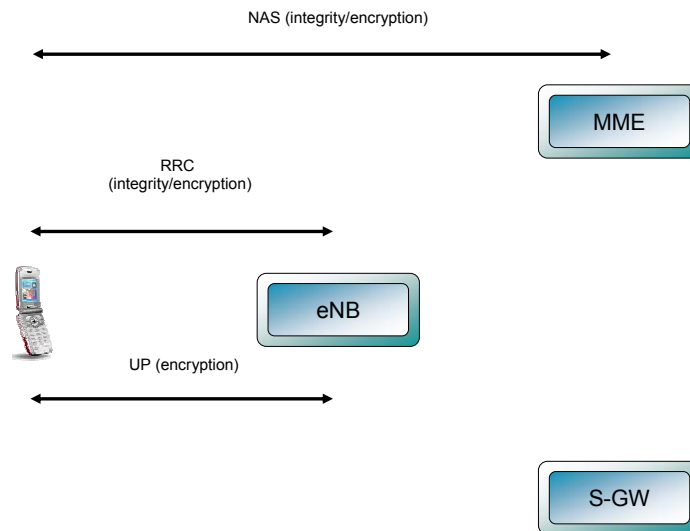 NAS (integrity/encryption)
MME
RRC
(integrity/encryption)
eNB
UP (encryption)
S-GW